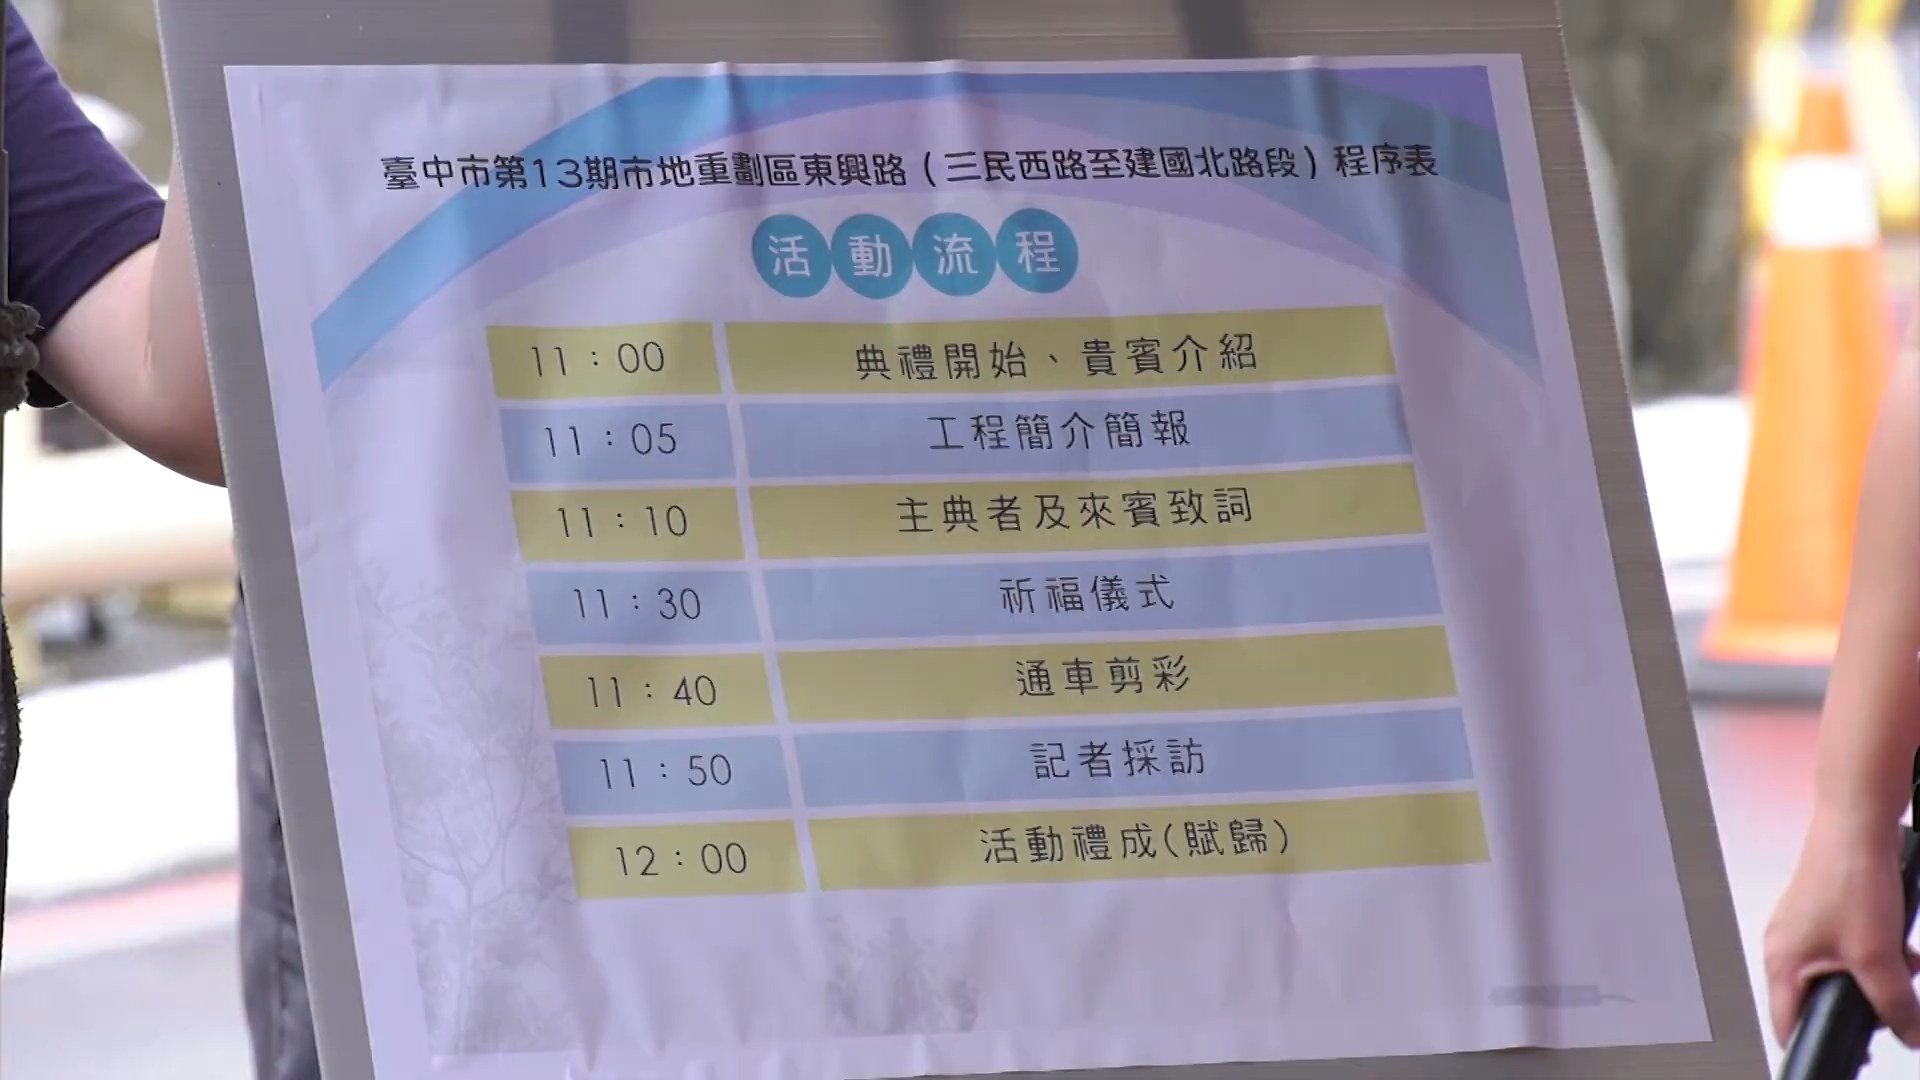 臺中市第13期市地重劃區東興路（三民西路至建國北路段）程序表
活動流程
11：00 典禮開始、貴賓介紹
11：05 工程簡介簡報
11：10 主典者及來賓致詞
11：30 祈福儀式
11：40 通車剪彩
11：50 記者採訪
12：00 活動禮成(賦歸)